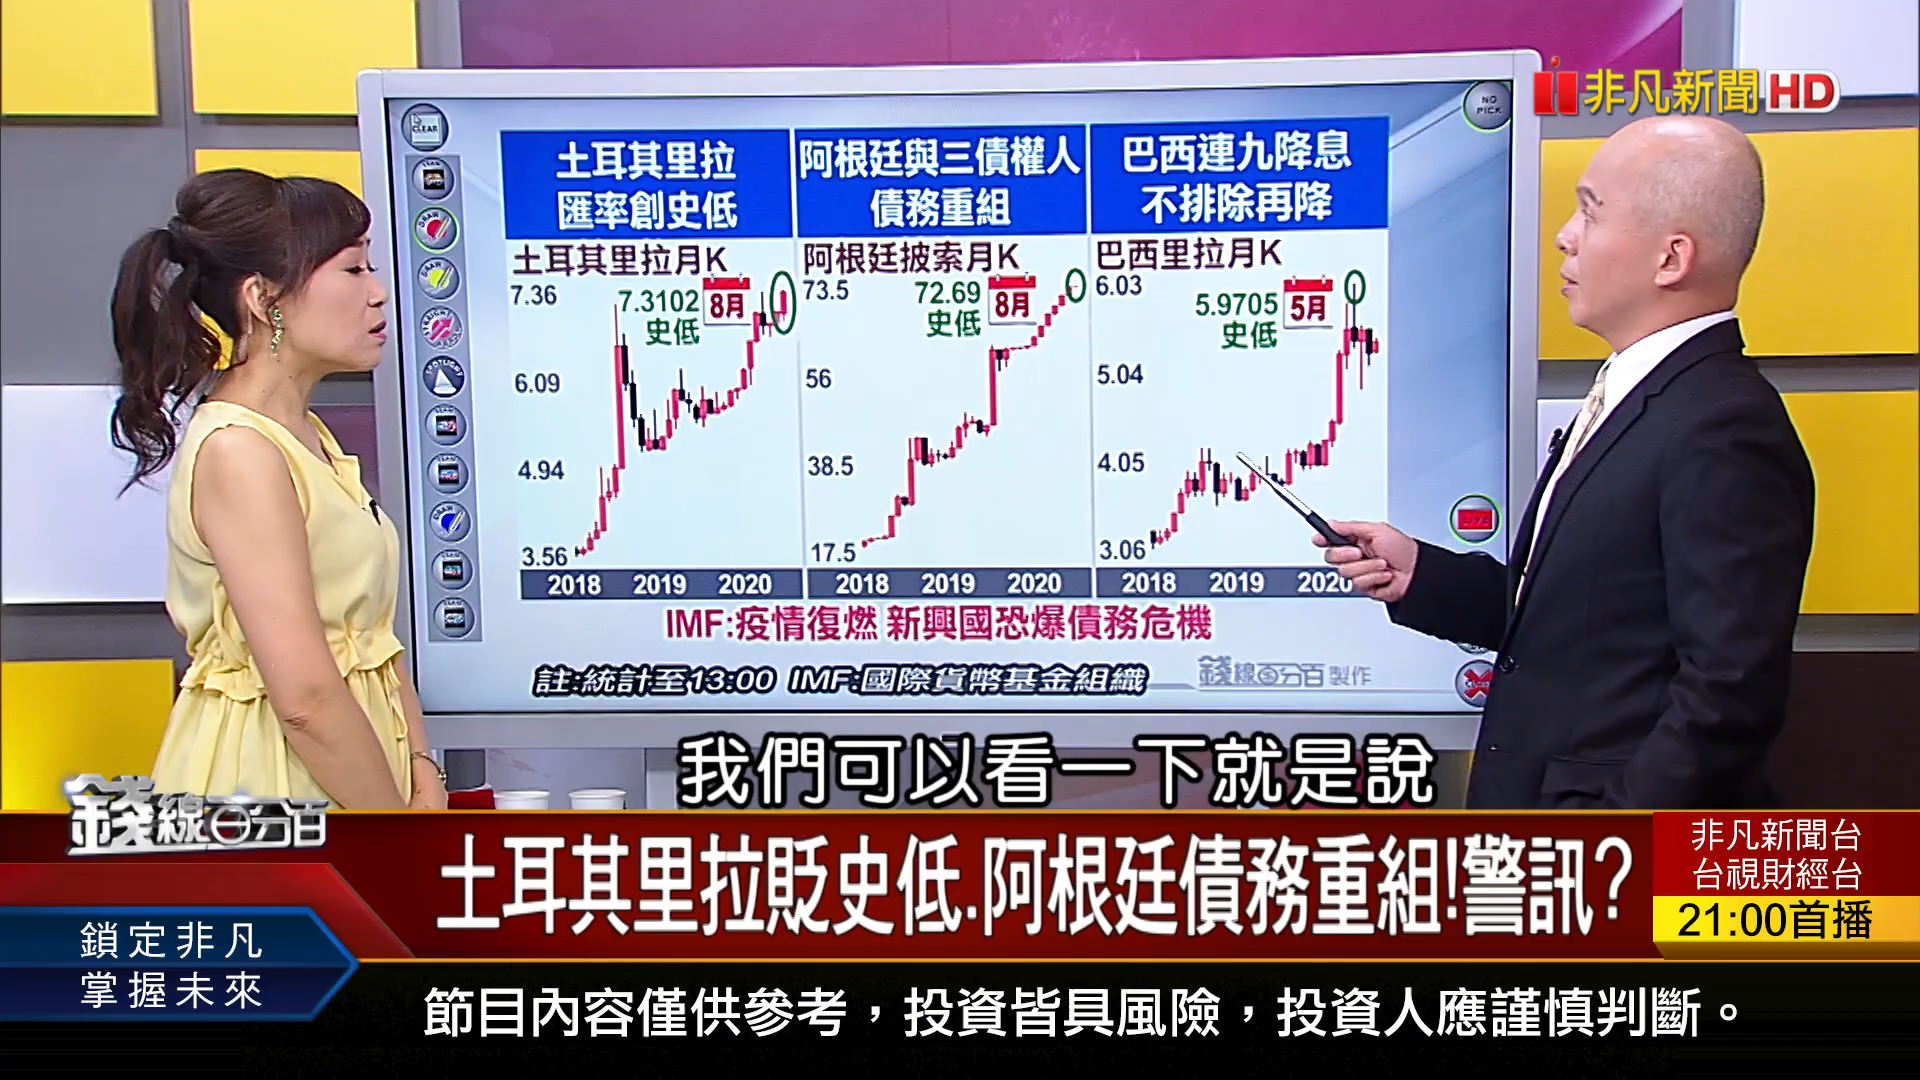 非凡新聞HD
CLEAR
NO PICK
土耳其里拉
匯率創史低
阿根廷與三債權人
債務重組
巴西連九降息
不排除再降
土耳其里拉月K
7.36
7.3102
史低
8月
6.09
4.94
3.56
2018 2019 2020
阿根廷披索月K
73.5
72.69
史低
8月
56
38.5
17.5
2018 2019 2020
巴西里拉月K
6.03
5.9705
史低
5月
5.04
4.05
3.06
2018 2019 2020
DRAW
DRAW
STRAIGHT
SPOTLIGHT
DRAW
LIVE
IMF:疫情復燃 新興國恐爆債務危機
註:統計至13:00 IMF:國際貨幣基金組織
錢線百分百 製作
我們可以看一下就是說
錢線百分百
土耳其里拉貶史低.阿根廷債務重組!警訊?
非凡新聞台
台視財經台
21:00首播
鎖定非凡
掌握未來
節目內容僅供參考，投資皆具風險，投資人應謹慎判斷。